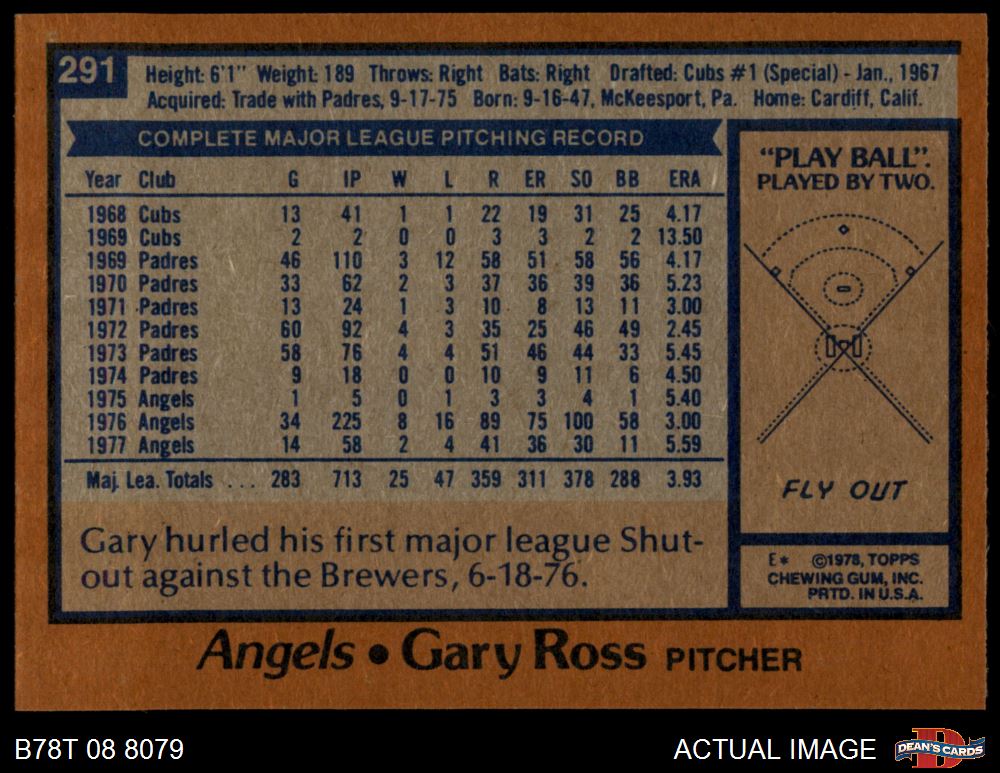 291
Height: 6'1" Weight: 189 Throws: Right Bats: Right Drafted: Cubs #1 (Special) - Jan., 1967
Acquired: Trade with Padres, 9-17-75 Born: 9-16-47, McKeesport, Pa. Home: Cardiff, Calif.
COMPLETE MAJOR LEAGUE PITCHING RECORD
Year Club G IP W L R ER SO BB ERA
1968 Cubs 13 41 1 1 22 19 31 25 4.17
1969 Cubs 2 2 0 0 3 3 2 2 13.50
1969 Padres 46 110 3 12 58 51 58 56 4.17
1970 Padres 33 62 2 3 37 36 39 36 5.23
1971 Padres 13 24 1 3 10 8 13 11 3.00
1972 Padres 60 92 4 3 35 25 46 49 2.45
1973 Padres 58 76 4 4 51 46 44 33 5.45
1974 Padres 9 18 0 0 10 9 11 6 4.50
1975 Angels 1 5 0 1 3 3 4 1 5.40
1976 Angels 34 225 8 16 89 75 100 58 3.00
1977 Angels 14 58 2 4 41 36 30 11 5.59
Maj. Lea. Totals ... 283 713 25 47 359 311 378 288 3.93
Gary hurled his first major league Shut-
out against the Brewers, 6-18-76.
"PLAY BALL".
PLAYED BY TWO.
FLY OUT
E* ©1978, TOPPS
CHEWING GUM, INC.
PRTD. IN U.S.A.
Angels • Gary Ross PITCHER
B78T 08 8079
ACTUAL IMAGE
D
DEAN'S CARDS